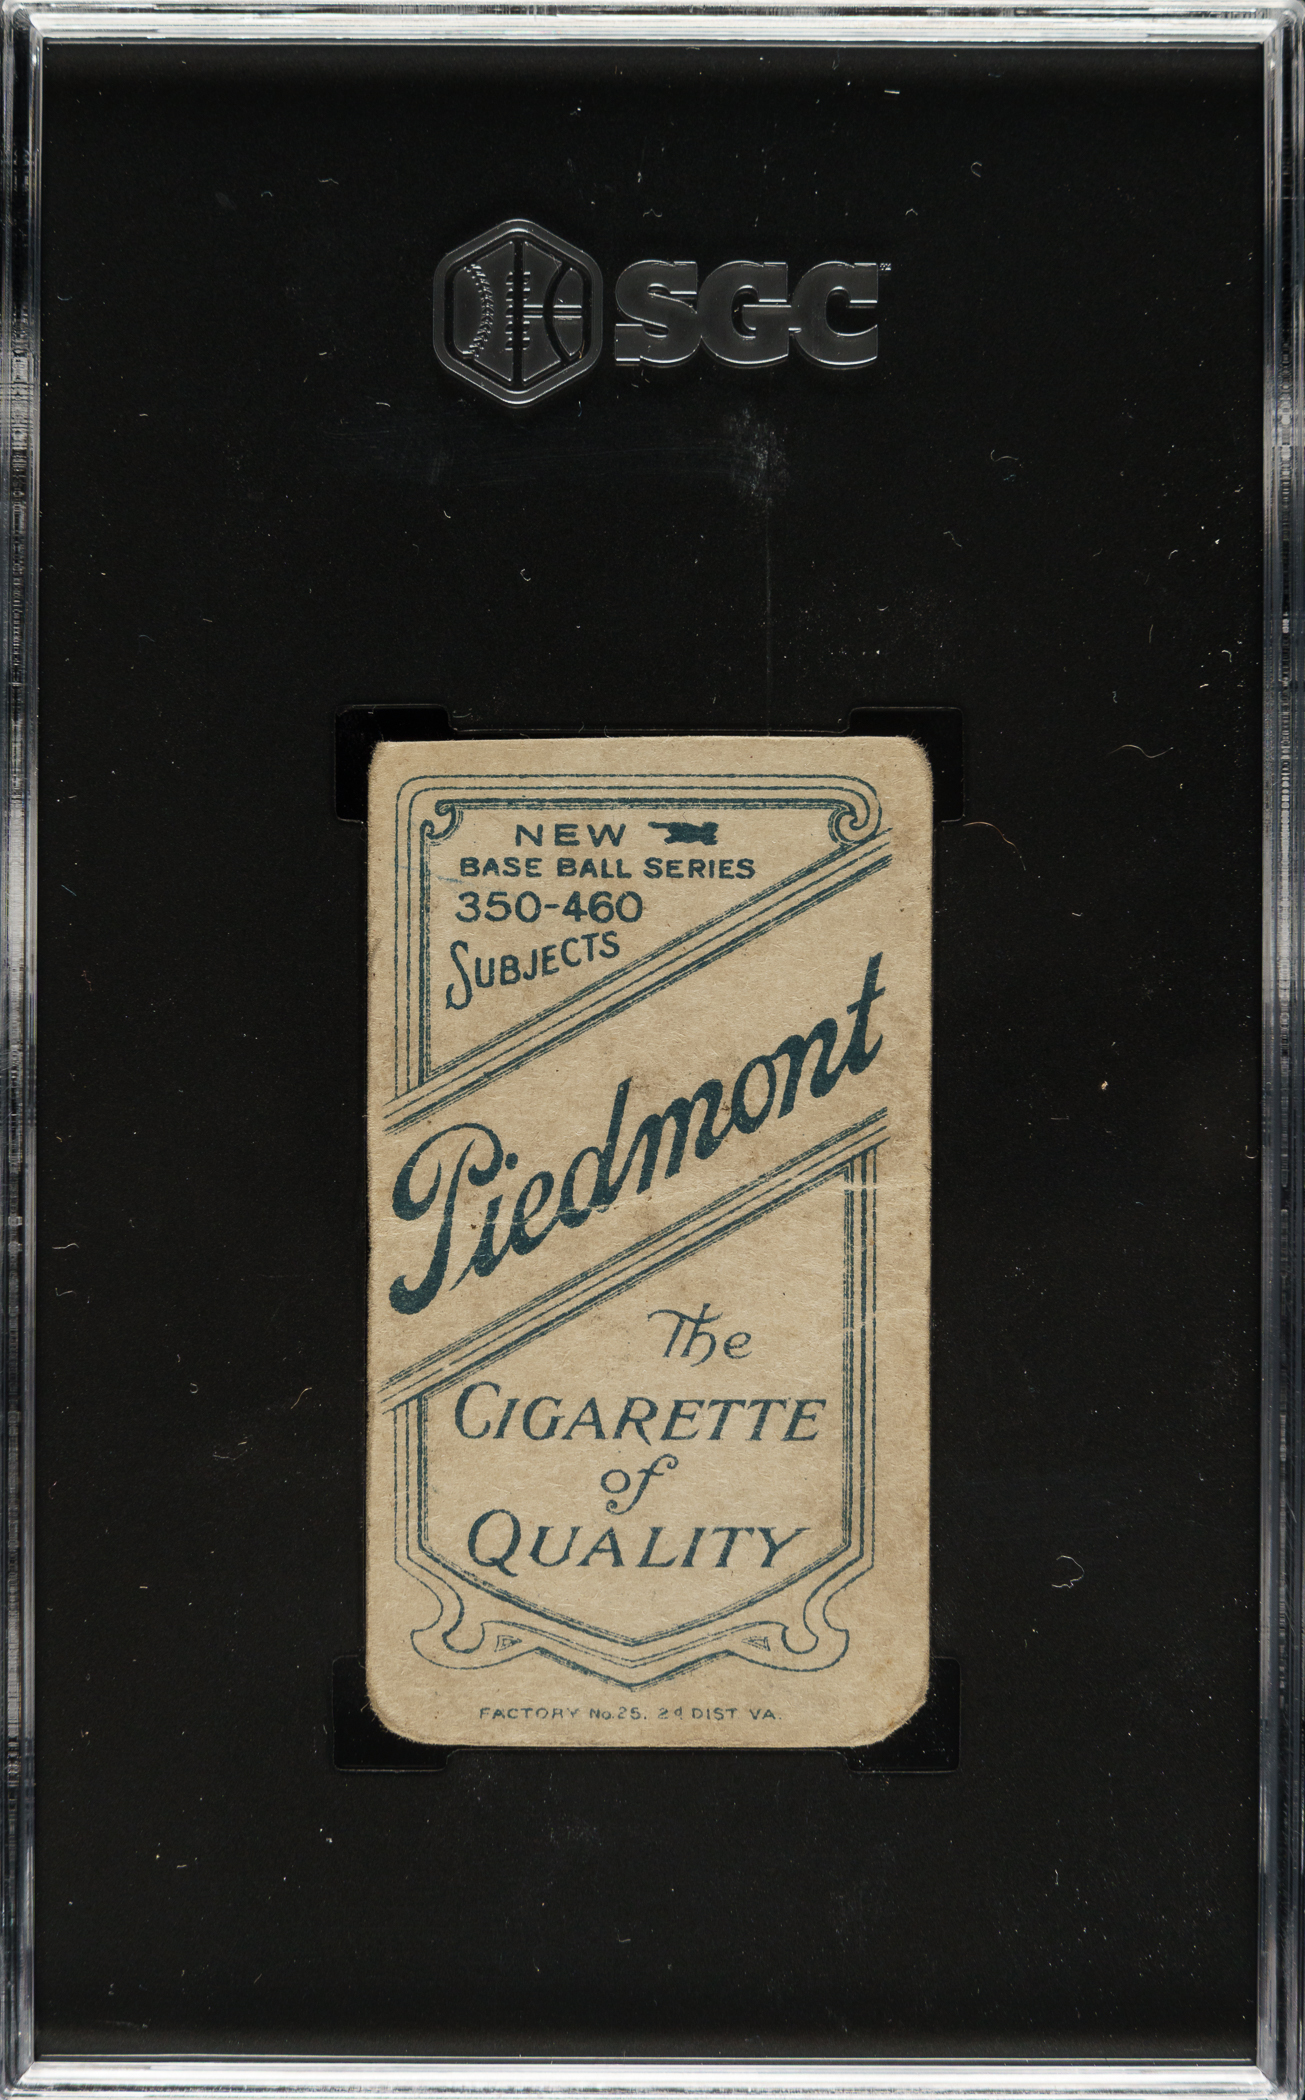 SGC
NEW
BASE BALL SERIES
350-460
SUBJECTS
Piedmont
The
CIGARETTE
of
QUALITY
FACTORY No. 25. 2d DIST VA.